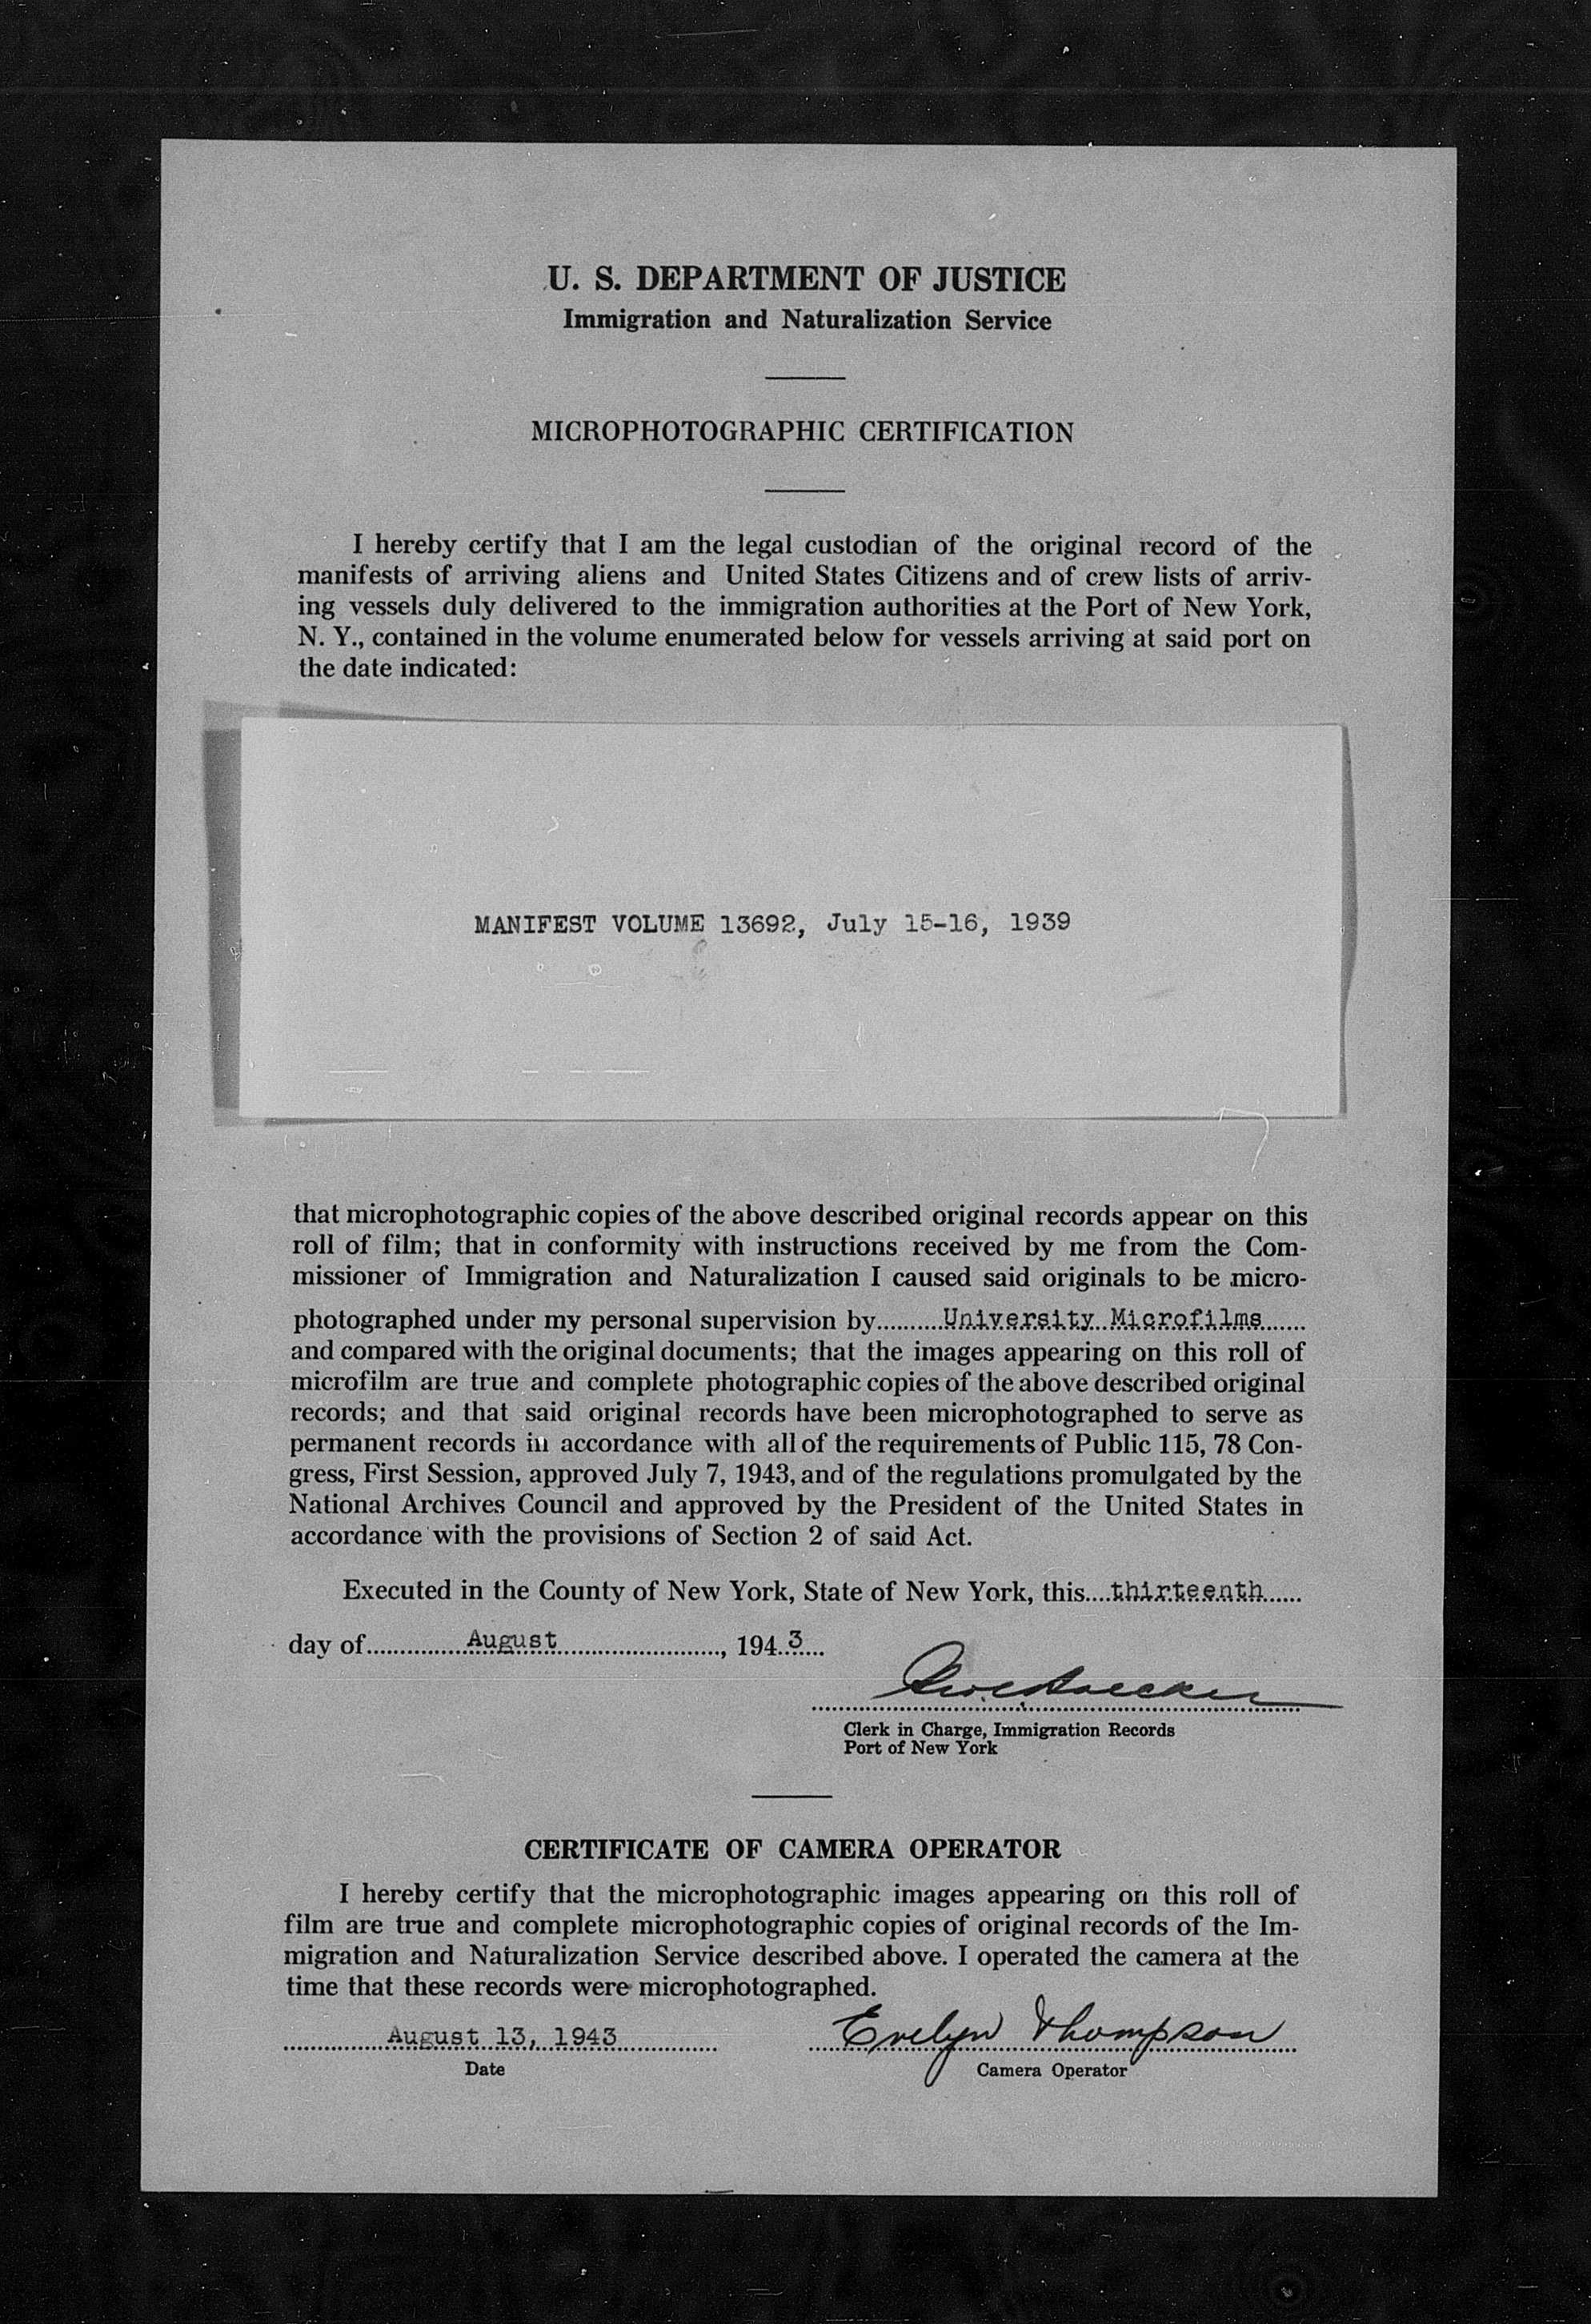 U. S. DEPARTMENT OF JUSTICE
Immigration and Naturalization Service
MICROPHOTOGRAPHIC CERTIFICATION
I hereby certify that I am the legal custodian of the original record of the
manifests of arriving aliens and United States Citizens and of crew lists of arriv-
ing vessels duly delivered to the immigration authorities at the Port of New York,
N. Y., contained in the volume enumerated below for vessels arriving at said port on
the date indicated:
MANIFEST VOLUME 13692, July 15-16, 1939
that microphotographic copies of the above described original records appear on this
roll of film; that in conformity with instructions received by me from the Com-
missioner of Immigration and Naturalization I caused said originals to be micro-
photographed under my personal supervision by..........University Microfilms......
and compared with the original documents; that the images appearing on this roll of
microfilm are true and complete photographic copies of the above described original
records; and that said original records have been microphotographed to serve as
permanent records in accordance with all of the requirements of Public 115, 78 Con-
gress, First Session, approved July 7, 1943, and of the regulations promulgated by the
National Archives Council and approved by the President of the United States in
accordance with the provisions of Section 2 of said Act.
Executed in the County of New York, State of New York, this....thirteenth......
day of...............August........................, 194..3....
Clerk in Charge, Immigration Records
Port of New York
CERTIFICATE OF CAMERA OPERATOR
I hereby certify that the microphotographic images appearing on this roll of
film are true and complete microphotographic copies of original records of the Im-
migration and Naturalization Service described above. I operated the camera at the
time that these records were microphotographed.
August 13, 1943 Evelyn Thompson
Date Camera Operator